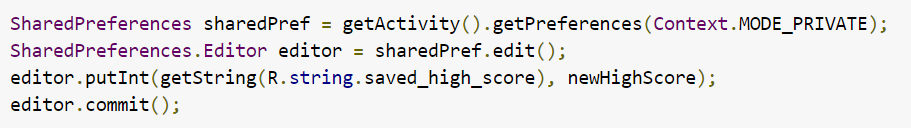 SharedPreferences sharedPref = getActivity().getPreferences(Context.MODE_PRIVATE);
SharedPreferences.Editor editor = sharedPref.edit();
editor.putInt(getString(R.string.saved_high_score), newHighScore);
editor.commit();